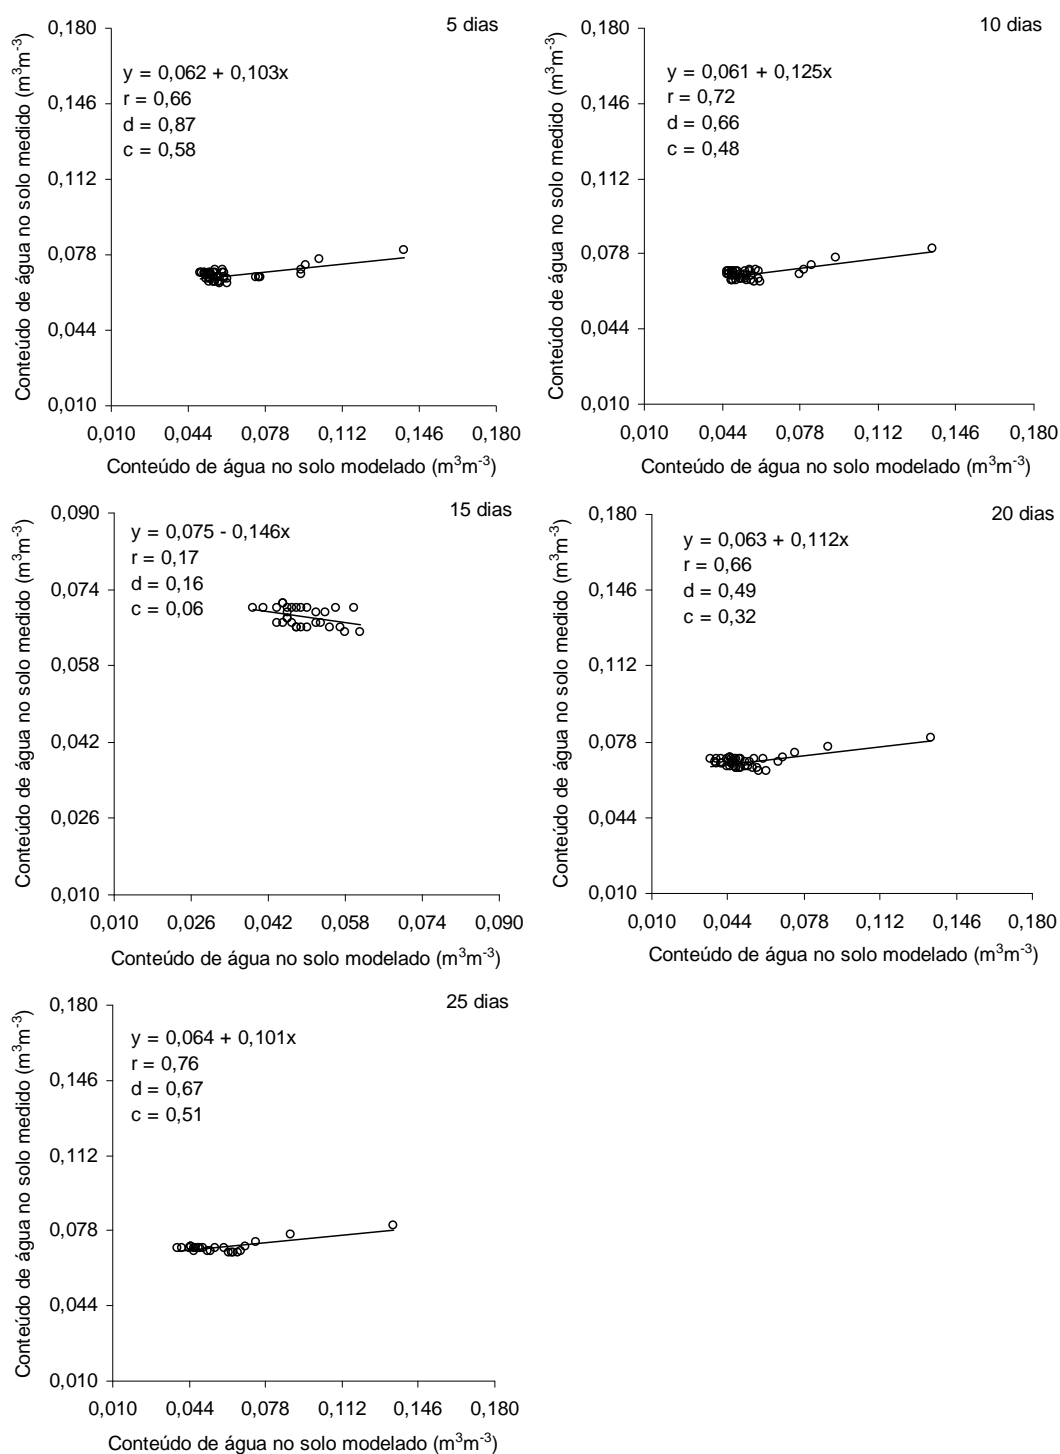 5 dias
Conteúdo de água no solo medido (m³m⁻³)
y = 0,062 + 0,103x
r = 0,66
d = 0,87
c = 0,58
0,180
0,146
0,112
0,078
0,044
0,010
0,010 0,044 0,078 0,112 0,146 0,180
Conteúdo de água no solo modelado (m³m⁻³)
10 dias
Conteúdo de água no solo medido (m³m⁻³)
y = 0,061 + 0,125x
r = 0,72
d = 0,66
c = 0,48
0,180
0,146
0,112
0,078
0,044
0,010
0,010 0,044 0,078 0,112 0,146 0,180
Conteúdo de água no solo modelado (m³m⁻³)
15 dias
Conteúdo de água no solo medido (m³m⁻³)
y = 0,075 - 0,146x
r = 0,17
d = 0,16
c = 0,06
0,090
0,074
0,058
0,042
0,026
0,010
0,010 0,026 0,042 0,058 0,074 0,090
Conteúdo de água no solo modelado (m³m⁻³)
20 dias
Conteúdo de água no solo medido (m³m⁻³)
y = 0,063 + 0,112x
r = 0,66
d = 0,49
c = 0,32
0,180
0,146
0,112
0,078
0,044
0,010
0,010 0,044 0,078 0,112 0,146 0,180
Conteúdo de água no solo modelado (m³m⁻³)
25 dias
Conteúdo de água no solo medido (m³m⁻³)
y = 0,064 + 0,101x
r = 0,76
d = 0,67
c = 0,51
0,180
0,146
0,112
0,078
0,044
0,010
0,010 0,044 0,078 0,112 0,146 0,180
Conteúdo de água no solo modelado (m³m⁻³)